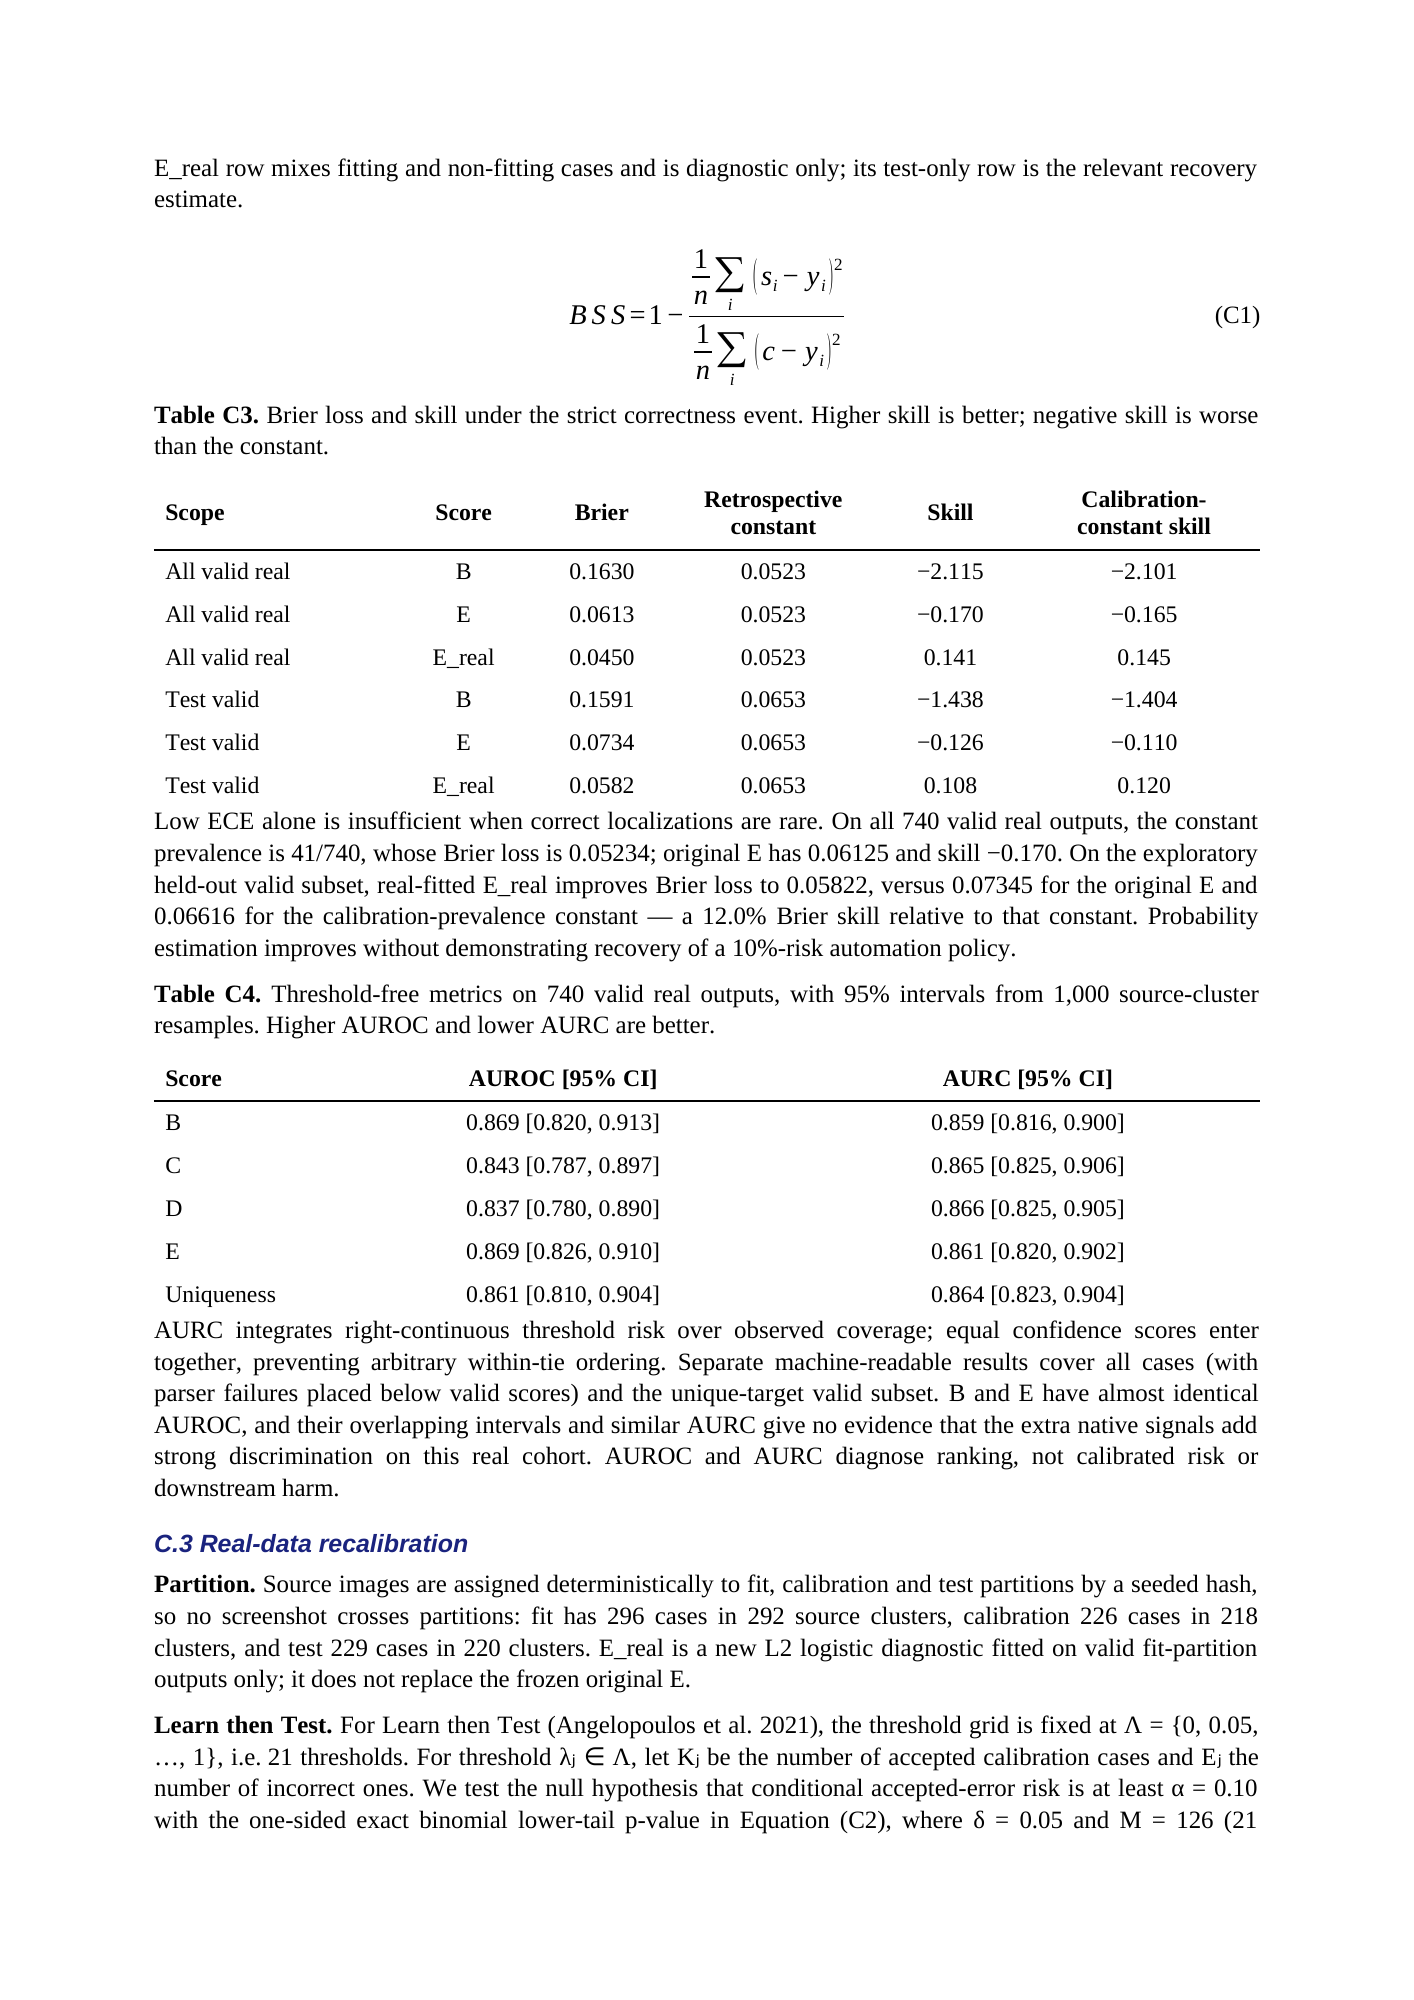 E_real row mixes fitting and non-fitting cases and is diagnostic only; its test-only row is the relevant recovery
estimate.
BSS = 1 − \frac{\frac{1}{n} \sum_i (s_i − y_i)^2}{\frac{1}{n} \sum_i (c − y_i)^2} (C1)
Table C3. Brier loss and skill under the strict correctness event. Higher skill is better; negative skill is worse
than the constant.
Scope Score Brier Retrospective constant Skill Calibration-constant skill
All valid real B 0.1630 0.0523 −2.115 −2.101
All valid real E 0.0613 0.0523 −0.170 −0.165
All valid real E_real 0.0450 0.0523 0.141 0.145
Test valid B 0.1591 0.0653 −1.438 −1.404
Test valid E 0.0734 0.0653 −0.126 −0.110
Test valid E_real 0.0582 0.0653 0.108 0.120
Low ECE alone is insufficient when correct localizations are rare. On all 740 valid real outputs, the constant
prevalence is 41/740, whose Brier loss is 0.05234; original E has 0.06125 and skill −0.170. On the exploratory
held-out valid subset, real-fitted E_real improves Brier loss to 0.05822, versus 0.07345 for the original E and
0.06616 for the calibration-prevalence constant — a 12.0% Brier skill relative to that constant. Probability
estimation improves without demonstrating recovery of a 10%-risk automation policy.
Table C4. Threshold-free metrics on 740 valid real outputs, with 95% intervals from 1,000 source-cluster
resamples. Higher AUROC and lower AURC are better.
Score AUROC [95% CI] AURC [95% CI]
B 0.869 [0.820, 0.913] 0.859 [0.816, 0.900]
C 0.843 [0.787, 0.897] 0.865 [0.825, 0.906]
D 0.837 [0.780, 0.890] 0.866 [0.825, 0.905]
E 0.869 [0.826, 0.910] 0.861 [0.820, 0.902]
Uniqueness 0.861 [0.810, 0.904] 0.864 [0.823, 0.904]
AURC integrates right-continuous threshold risk over observed coverage; equal confidence scores enter
together, preventing arbitrary within-tie ordering. Separate machine-readable results cover all cases (with
parser failures placed below valid scores) and the unique-target valid subset. B and E have almost identical
AUROC, and their overlapping intervals and similar AURC give no evidence that the extra native signals add
strong discrimination on this real cohort. AUROC and AURC diagnose ranking, not calibrated risk or
downstream harm.
C.3 Real-data recalibration
Partition. Source images are assigned deterministically to fit, calibration and test partitions by a seeded hash,
so no screenshot crosses partitions: fit has 296 cases in 292 source clusters, calibration 226 cases in 218
clusters, and test 229 cases in 220 clusters. E_real is a new L2 logistic diagnostic fitted on valid fit-partition
outputs only; it does not replace the frozen original E.
Learn then Test. For Learn then Test (Angelopoulos et al. 2021), the threshold grid is fixed at Λ = {0, 0.05,
…, 1}, i.e. 21 thresholds. For threshold λⱼ ∈ Λ, let Kⱼ be the number of accepted calibration cases and Eⱼ the
number of incorrect ones. We test the null hypothesis that conditional accepted-error risk is at least α = 0.10
with the one-sided exact binomial lower-tail p-value in Equation (C2), where δ = 0.05 and M = 126 (21